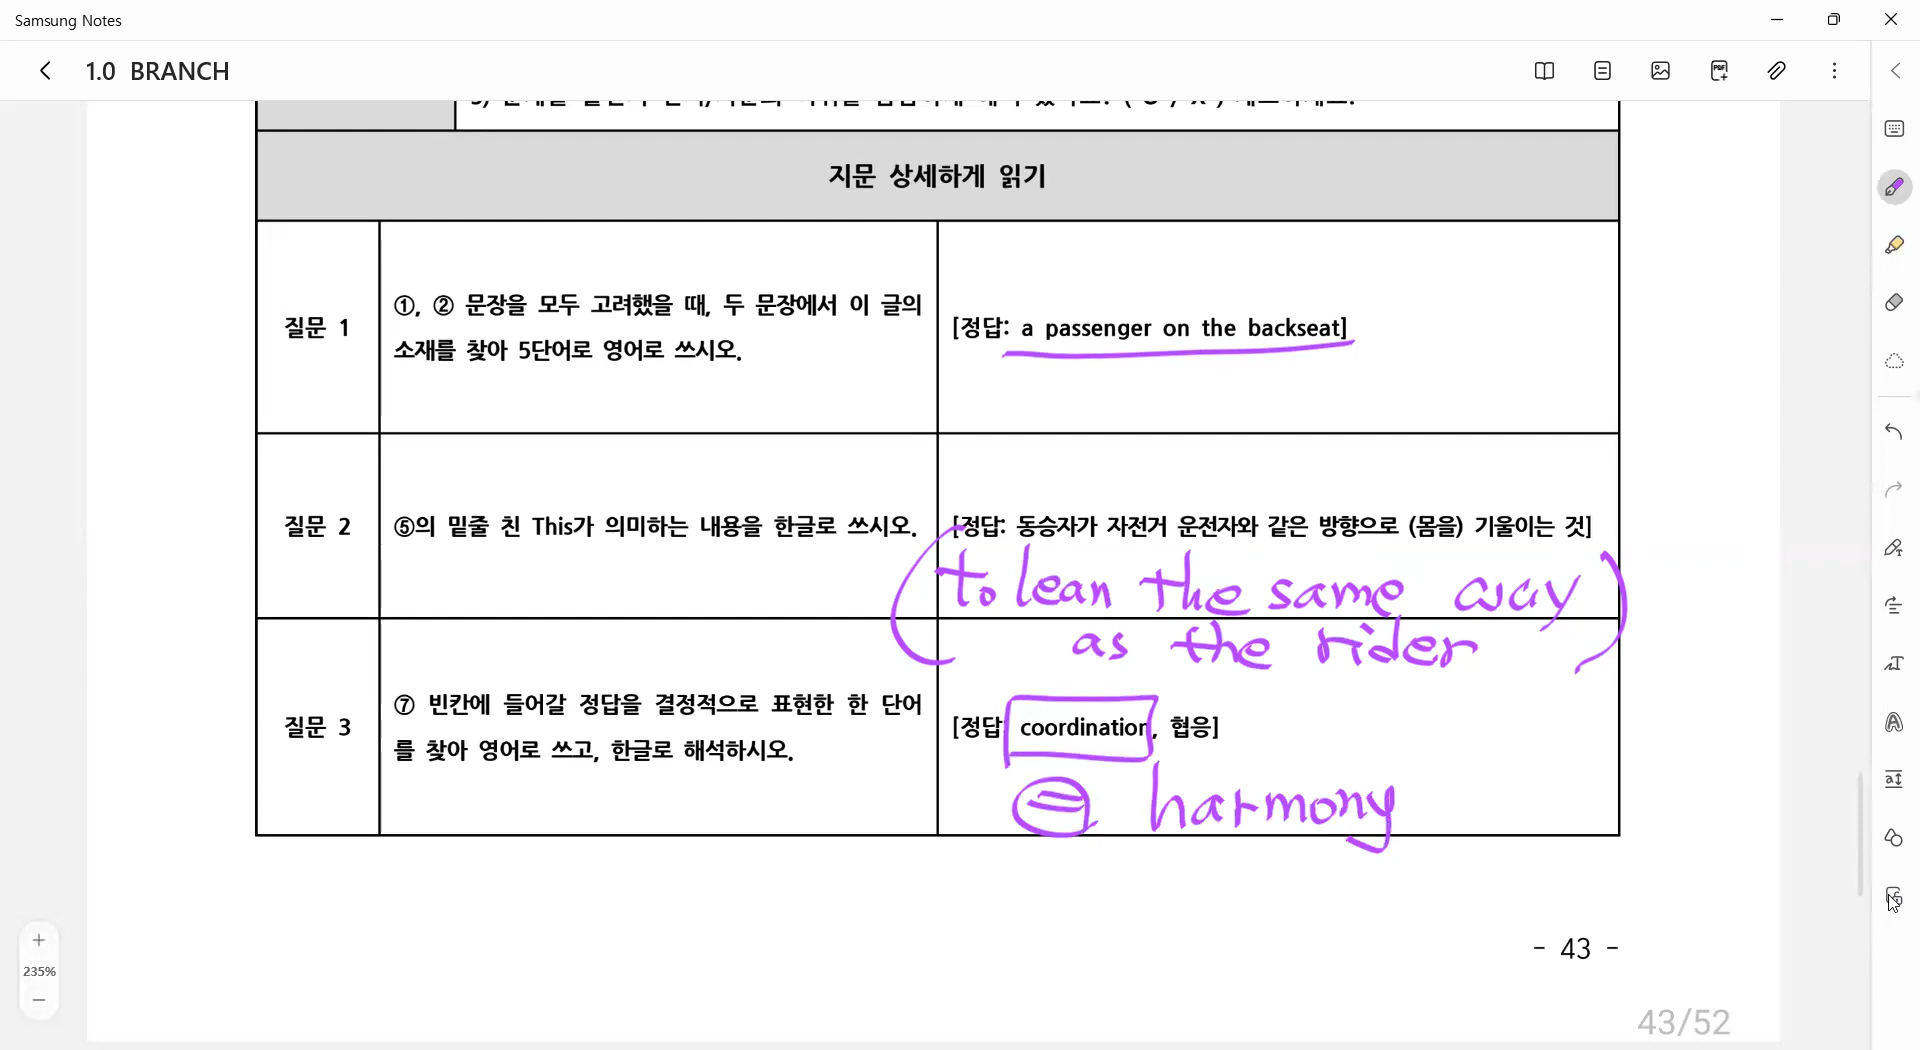 Samsung Notes
1.0 BRANCH
지문 상세하게 읽기
질문 1
①, ② 문장을 모두 고려했을 때, 두 문장에서 이 글의
소재를 찾아 5단어로 영어로 쓰시오.
[정답: a passenger on the backseat]
질문 2
⑤의 밑줄 친 This가 의미하는 내용을 한글로 쓰시오.
[정답: 동승자가 자전거 운전자와 같은 방향으로 (몸을) 기울이는 것]
(to lean the same way
as the rider)
질문 3
⑦ 빈칸에 들어갈 정답을 결정적으로 표현한 한 단어
를 찾아 영어로 쓰고, 한글로 해석하시오.
[정답: coordination, 협응]
= harmony
235%
- 43 -
43/52